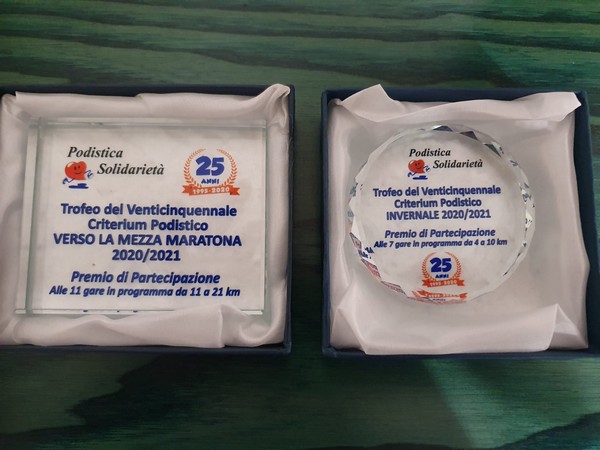 Podistica
Solidarietà
25
ANNI
1995-2020
Trofeo del Venticinquennale
Criterium Podistico
VERSO LA MEZZA MARATONA
2020/2021
Premio di Partecipazione
Alle 11 gare in programma da 11 a 21 km
Podistica
Solidarietà
Trofeo del Venticinquennale
Criterium Podistico
INVERNALE 2020/2021
Premio di Partecipazione
Alle 7 gare in programma da 4 a 10 km
25
ANNI
1995-2020